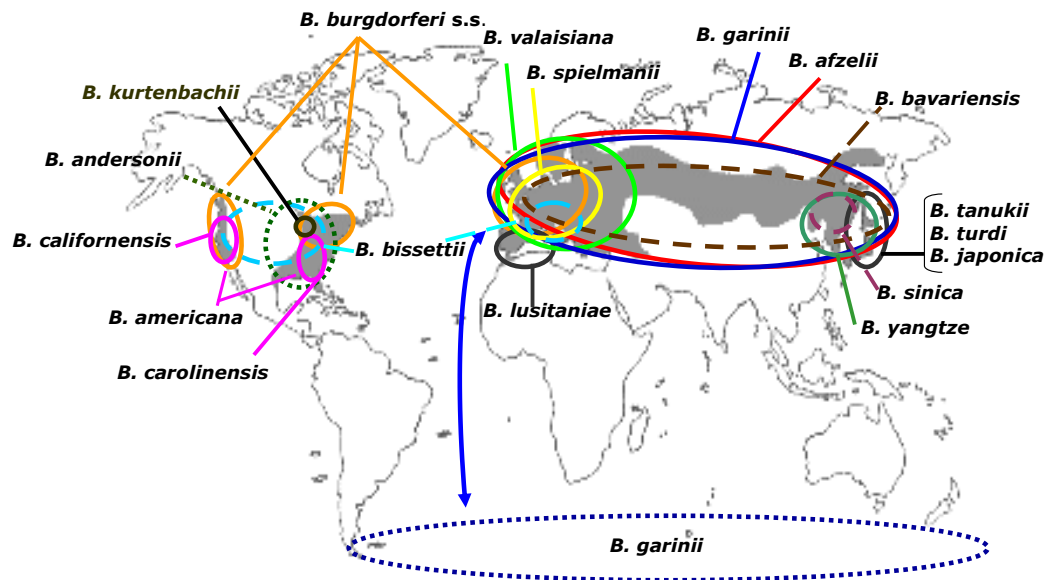 B. burgdorferi s.s.
B. valaisiana
B. garinii
B. spielmanii
B. afzelii
B. kurtenbachii
B. bavariensis
B. andersonii
B. tanukii
B. californensis
B. turdi
B. bissettii
B. japonica
B. sinica
B. americana
B. lusitaniae
B. yangtze
B. carolinensis
B. garinii